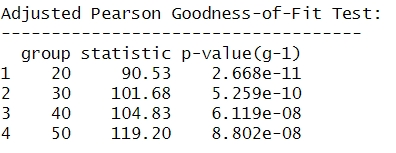 Adjusted Pearson Goodness-of-Fit Test:
------------------------------------
group statistic p-value(g-1)
1 20 90.53 2.668e-11
2 30 101.68 5.259e-10
3 40 104.83 6.119e-08
4 50 119.20 8.802e-08